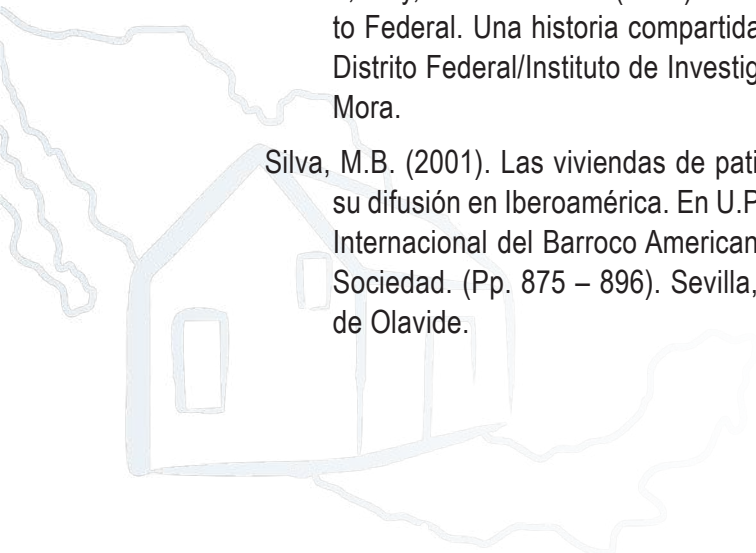 to Federal. Una historia compartida
Distrito Federal/Instituto de Investig
Mora.
Silva, M.B. (2001). Las viviendas de pati
su difusión en Iberoamérica. En U.P
Internacional del Barroco American
Sociedad. (Pp. 875 – 896). Sevilla,
de Olavide.